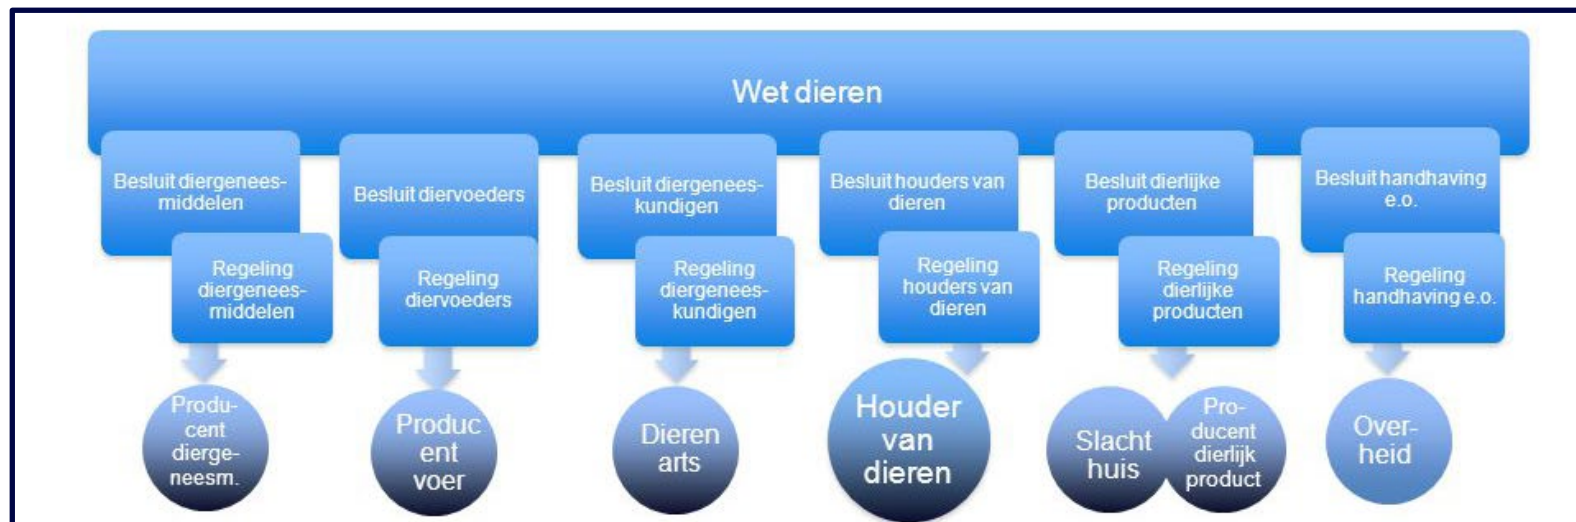 Wet dieren
Besluit diergenees-
middelen
Besluit diervoeders
Besluit diergenees-
kundigen
Besluit houders van
dieren
Besluit dierlijke
producten
Besluit handhaving
e.o.
Regeling
diergenees-
middelen
Regeling
diervoeders
Regeling
diergenees-
kundigen
Regeling
houders van
dieren
Regeling
dierlijke
producten
Regeling
handhaving e.o.
Produ-
cent
dierge-
neesm.
Produc
ent
voer
Dieren
arts
Houder
van
dieren
Slacht
huis
Pro-
ducent
dierlijk
product
Over-
heid